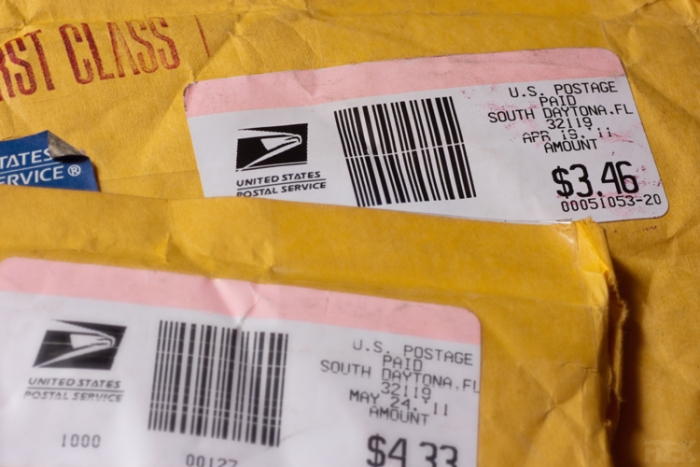 RST CLASS
TATES
ERVICE®
UNITED STATES
POSTAL SERVICE
U.S. POSTAGE
PAID
SOUTH DAYTONA.FL
32119
APR 19. 11
AMOUNT
$3.46
00051053-20
UNITED STATES
POSTAL SERVICE
1000
00127
U.S. POSTAGE
PAID
SOUTH DAYTONA.FL
32119
MAY 24. '11
AMOUNT
$4.33